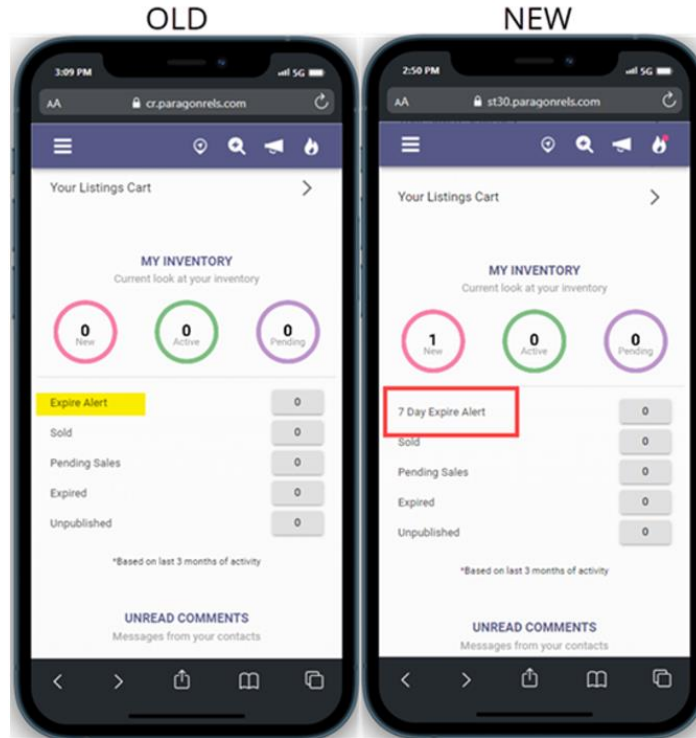 OLD
3:09 PM
5G
AA
cr.paragonrels.com
Your Listings Cart
MY INVENTORY
Current look at your inventory
0
New
0
Active
0
Pending
Expire Alert 0
Sold 0
Pending Sales 0
Expired 0
Unpublished 0
*Based on last 3 months of activity
UNREAD COMMENTS
Messages from your contacts
NEW
2:50 PM
5G
AA
st30.paragonrels.com
Your Listings Cart
MY INVENTORY
Current look at your inventory
1
New
0
Active
0
Pending
7 Day Expire Alert 0
Sold 0
Pending Sales 0
Expired 0
Unpublished 0
*Based on last 3 months of activity
UNREAD COMMENTS
Messages from your contacts